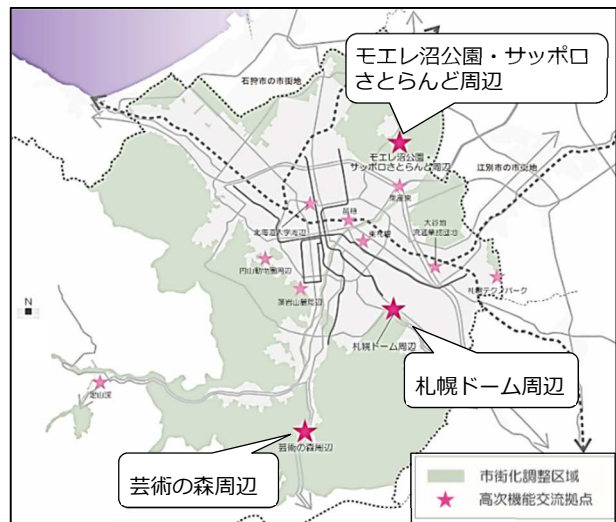 モエレ沼公園・サッポロ
さとらんど周辺
石狩市の市街地
モエレ沼公園・
サッポロさとらんど周辺
江別市の市街地
苗穂
北海道大学周辺
大谷地
流通業務団地
円山動物園周辺
札幌テクノパーク
藻岩山麓周辺
N
札幌ドーム周辺
札幌ドーム周辺
定山渓
芸術の森周辺
芸術の森周辺
市街化調整区域
高次機能交流拠点